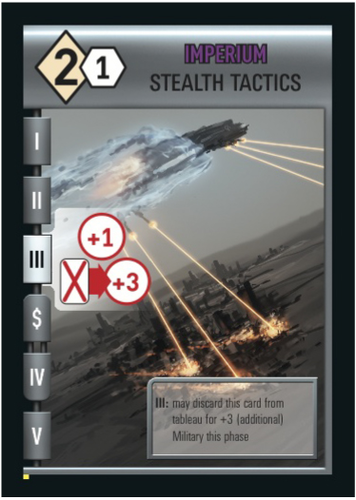 2
1
IMPERIUM
STEALTH TACTICS
I
II
III
+1
+3
$
IV
V
III: may discard this card from
tableau for +3 (additional)
Military this phase